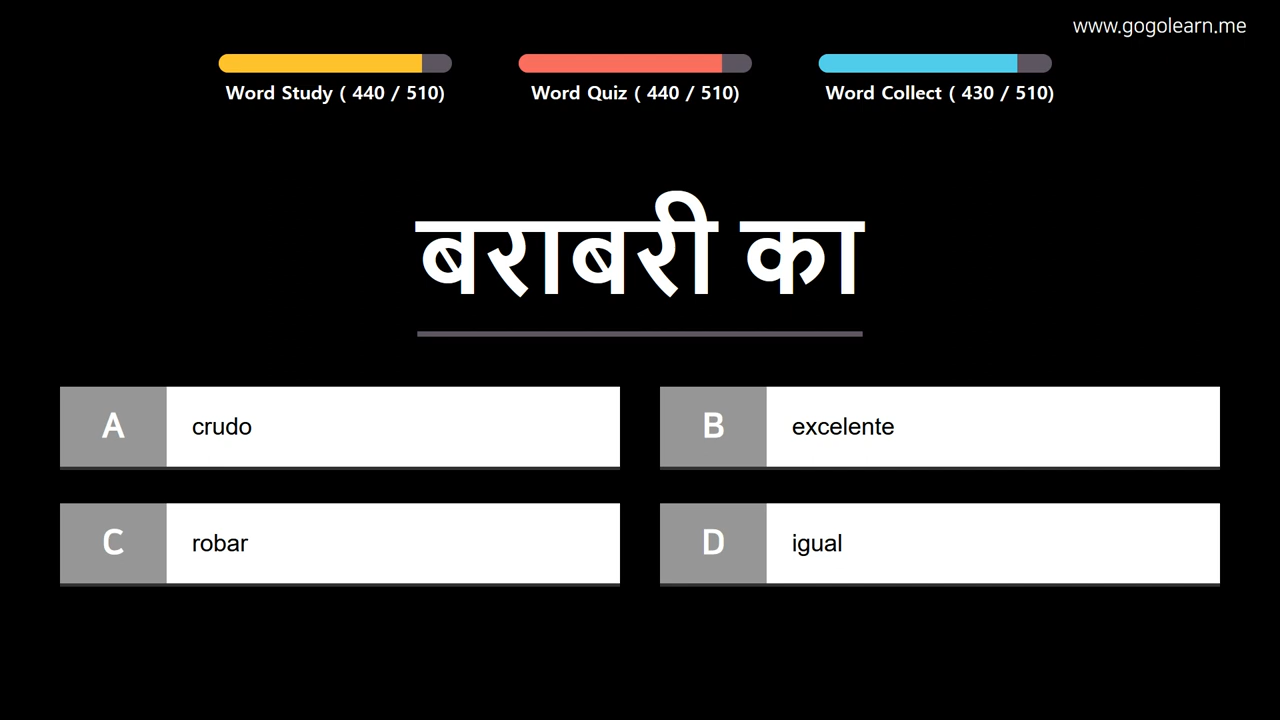 www.gogolearn.me
Word Study ( 440 / 510)
Word Quiz ( 440 / 510)
Word Collect ( 430 / 510)
बराबरी का
A crudo
B excelente
C robar
D igual